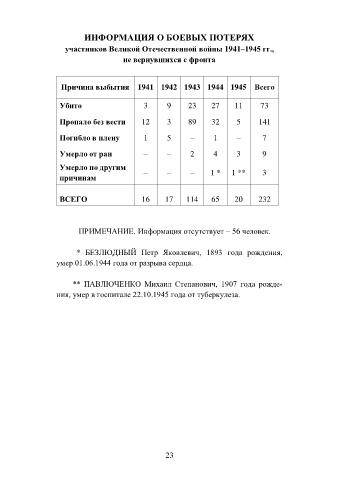 ИНФОРМАЦИЯ О БОЕВЫХ ПОТЕРЯХ
участников Великой Отечественной войны 1941–1945 гг.,
не вернувшихся с фронта
Причина выбытия 1941 1942 1943 1944 1945 Всего
Убито 3 9 23 27 11 73
Пропало без вести 12 3 89 32 5 141
Погибло в плену 1 5 – 1 – 7
Умерло от ран – – 2 4 3 9
Умерло по другим
причинам – – – 1 * 1 ** 3
ВСЕГО 16 17 114 65 20 232
ПРИМЕЧАНИЕ. Информация отсутствует – 56 человек.
* БЕЗЛЮДНЫЙ Петр Яковлевич, 1893 года рождения,
умер 01.06.1944 года от разрыва сердца.
** ПАВЛЮЧЕНКО Михаил Степанович, 1907 года рожде-
ния, умер в госпитале 22.10.1945 года от туберкулеза.
23